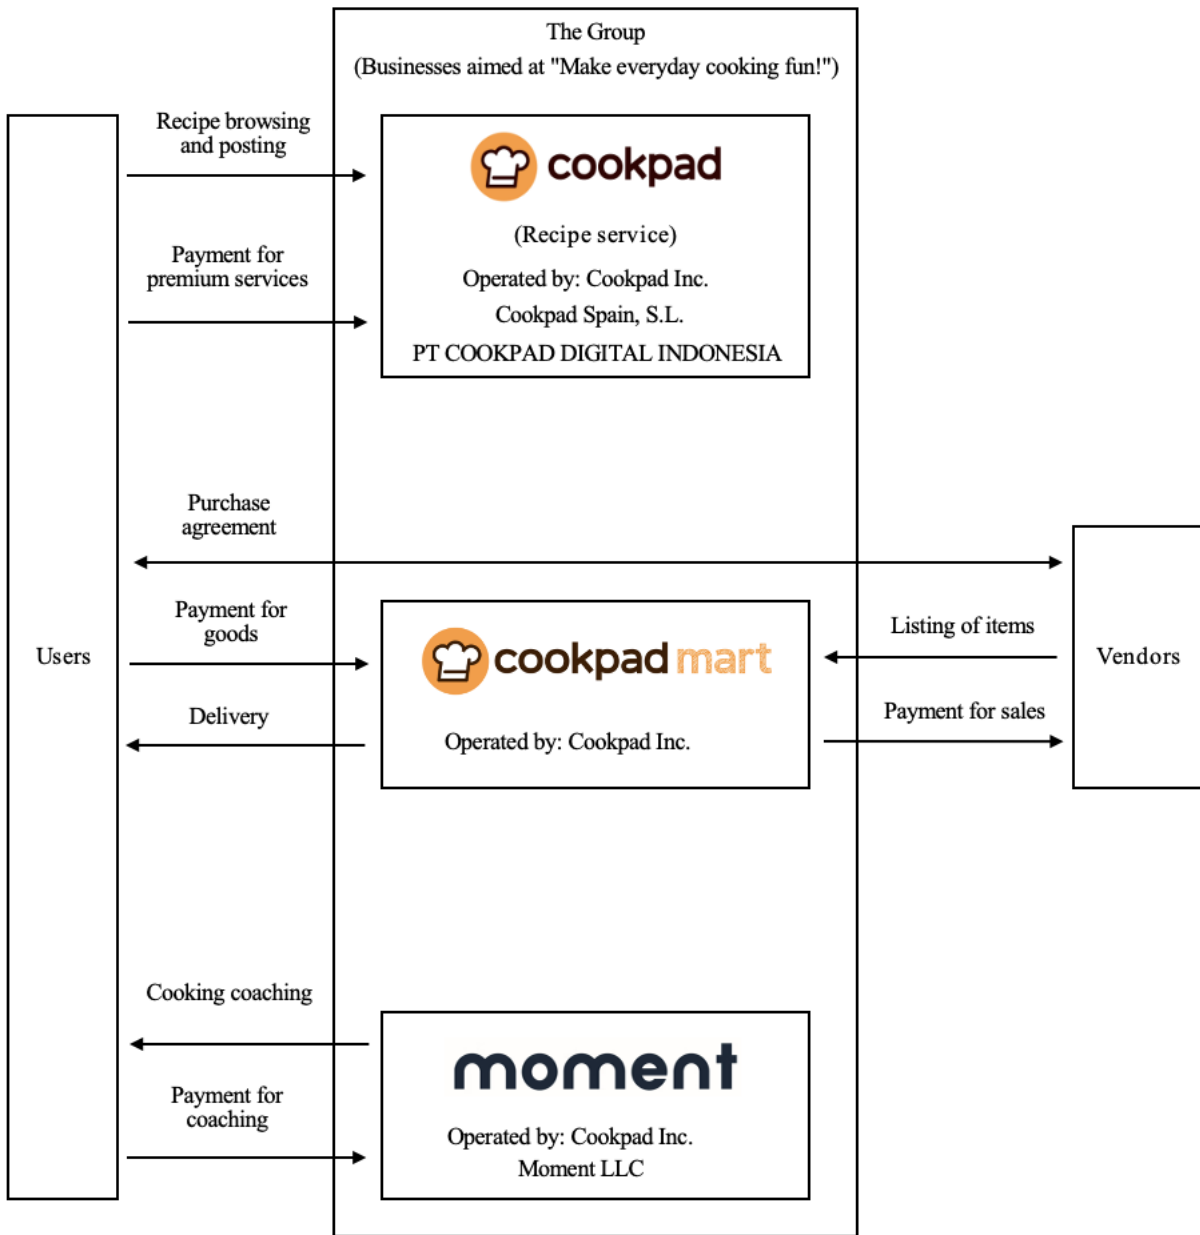 The Group
(Businesses aimed at "Make everyday cooking fun!")
Recipe browsing
and posting
cookpad
(Recipe service)
Payment for
premium services
Operated by: Cookpad Inc.
Cookpad Spain, S.L.
PT COOKPAD DIGITAL INDONESIA
Purchase
agreement
Payment for
goods
Users
cookpad mart
Listing of items
Vendors
Delivery
Operated by: Cookpad Inc.
Payment for sales
Cooking coaching
moment
Payment for
coaching
Operated by: Cookpad Inc.
Moment LLC